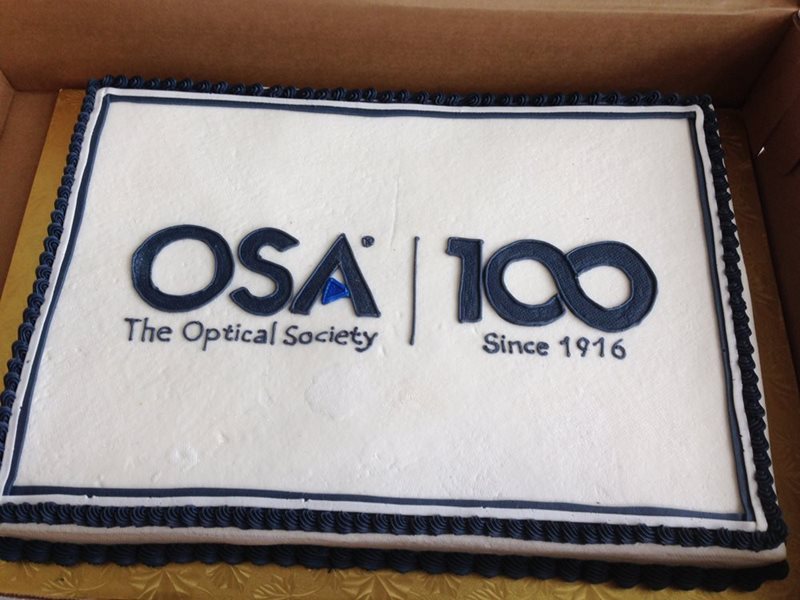 OSA® | 100
The Optical Society
Since 1916